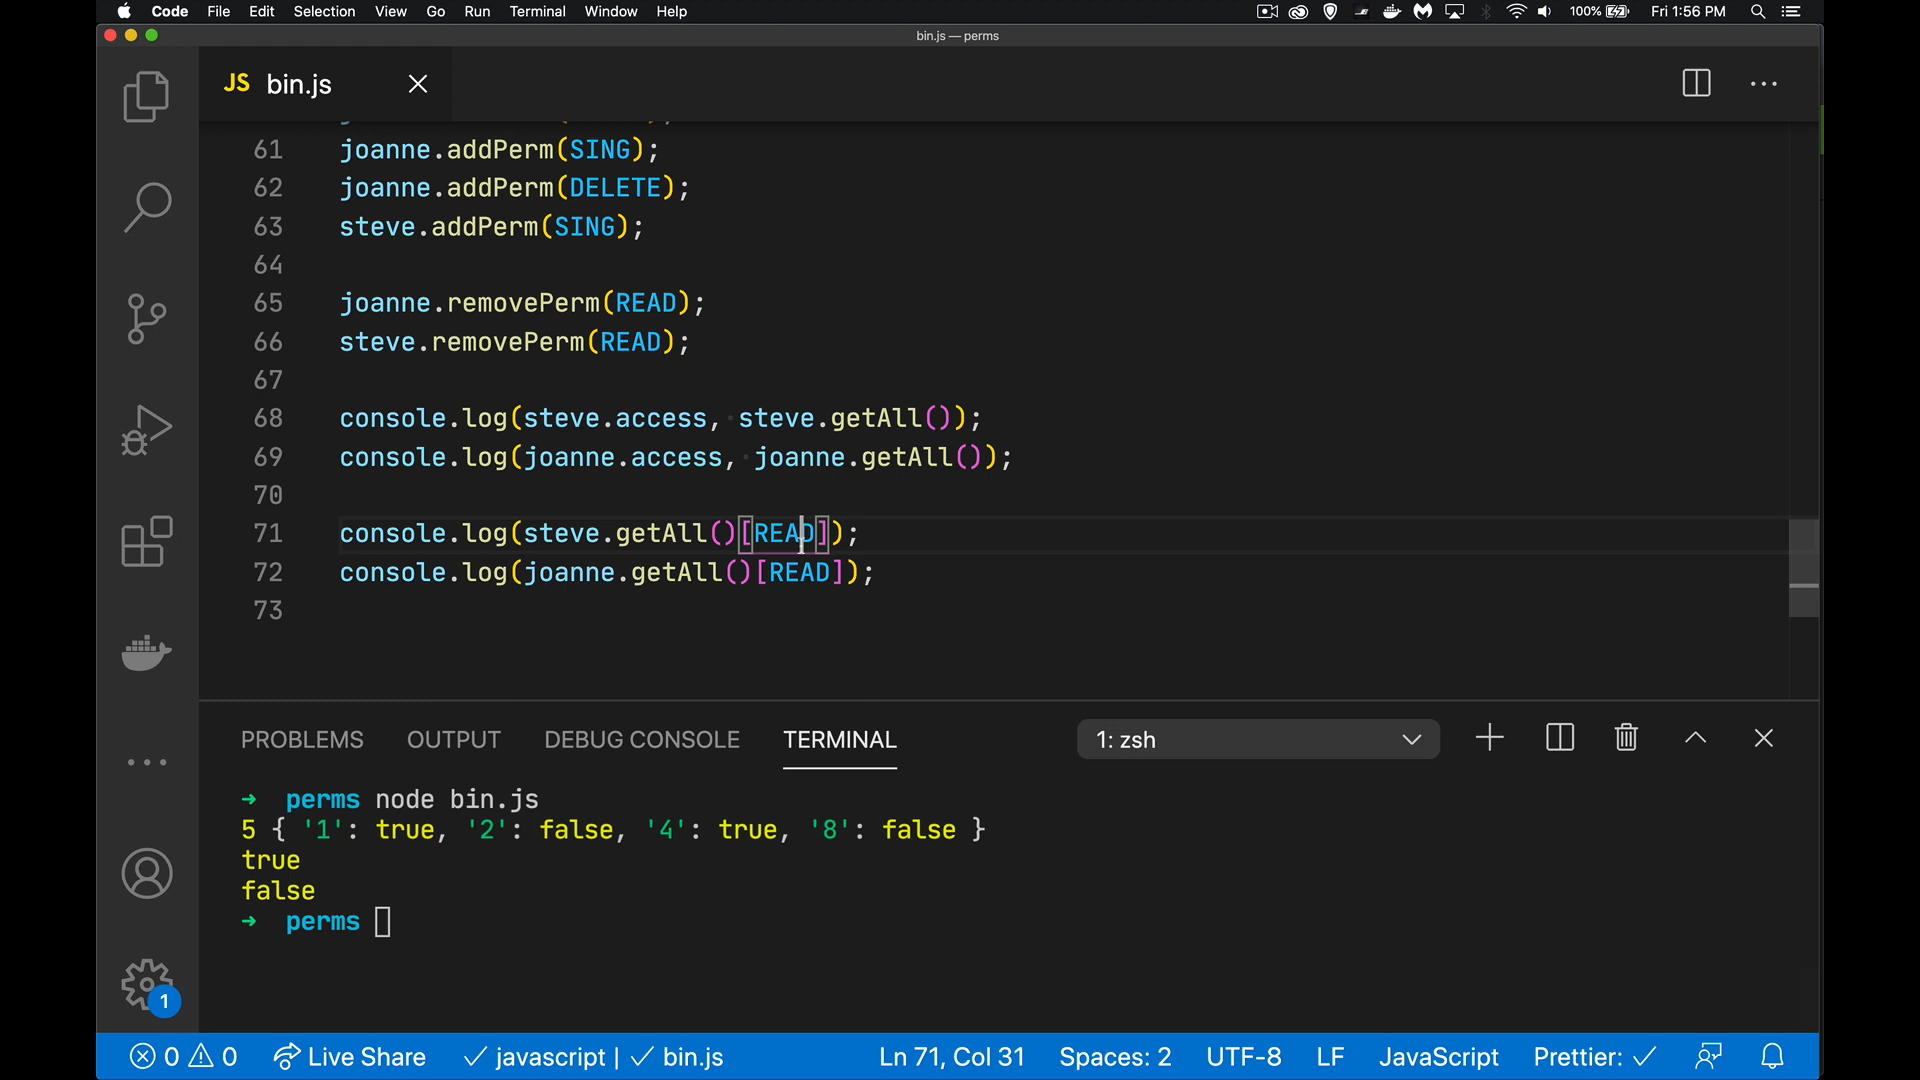 Code File Edit Selection View Go Run Terminal Window Help 100% Fri 1:56 PM
bin.js — perms
JS bin.js
61 joanne.addPerm(SING);
62 joanne.addPerm(DELETE);
63 steve.addPerm(SING);
64
65 joanne.removePerm(READ);
66 steve.removePerm(READ);
67
68 console.log(steve.access, steve.getAll());
69 console.log(joanne.access, joanne.getAll());
70
71 console.log(steve.getAll()[READ]);
72 console.log(joanne.getAll()[READ]);
73
PROBLEMS OUTPUT DEBUG CONSOLE TERMINAL 1: zsh
➜ perms node bin.js
5 { '1': true, '2': false, '4': true, '8': false }
true
false
➜ perms
1
0 0 Live Share ✓ javascript | ✓ bin.js Ln 71, Col 31 Spaces: 2 UTF-8 LF JavaScript Prettier: ✓